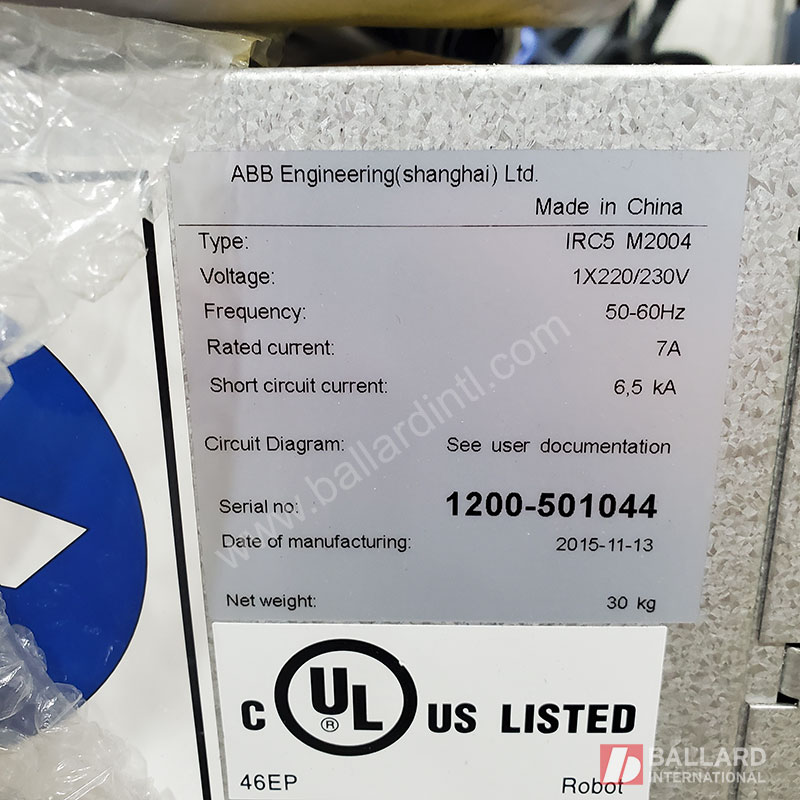 ABB Engineering(shanghai) Ltd.
Made in China
Type: IRC5 M2004
Voltage: 1X220/230V
Frequency: 50-60Hz
Rated current: 7A
Short circuit current: 6,5 kA
Circuit Diagram: See user documentation
www.ballardintl.com
Serial no: 1200-501044
Date of manufacturing: 2015-11-13
Net weight: 30 kg
C UL ® US LISTED
46EP Robot
BALLARD
INTERNATIONAL